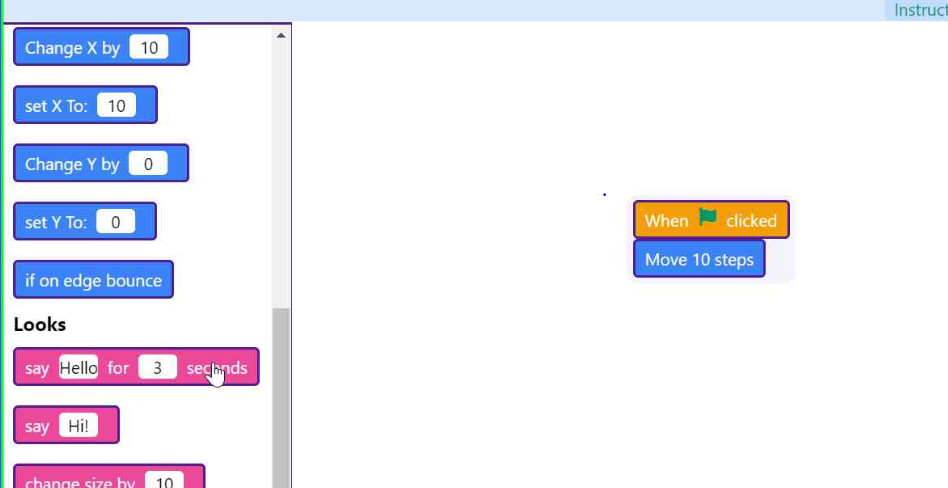 Instruct
Change X by 10
set X To: 10
Change Y by 0
set Y To: 0
if on edge bounce
Looks
say Hello for 3 seconds
say Hi!
change size by 10
When clicked
Move 10 steps